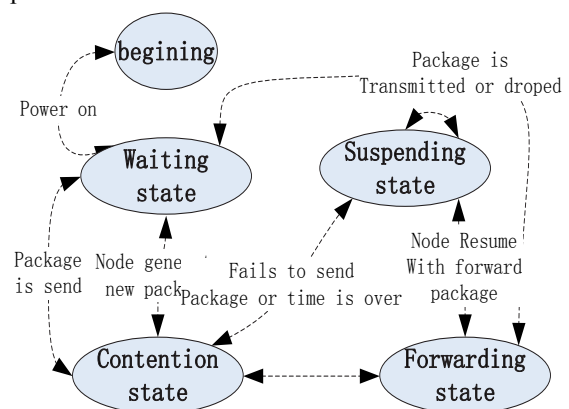 begining
Package is
Transmitted or droped
Power on
Waiting
state
Suspending
state
Package
is send
Node gene
new pack
Fails to send
Package or time is over
Node Resume
With forward
package
Contention
state
Forwarding
state